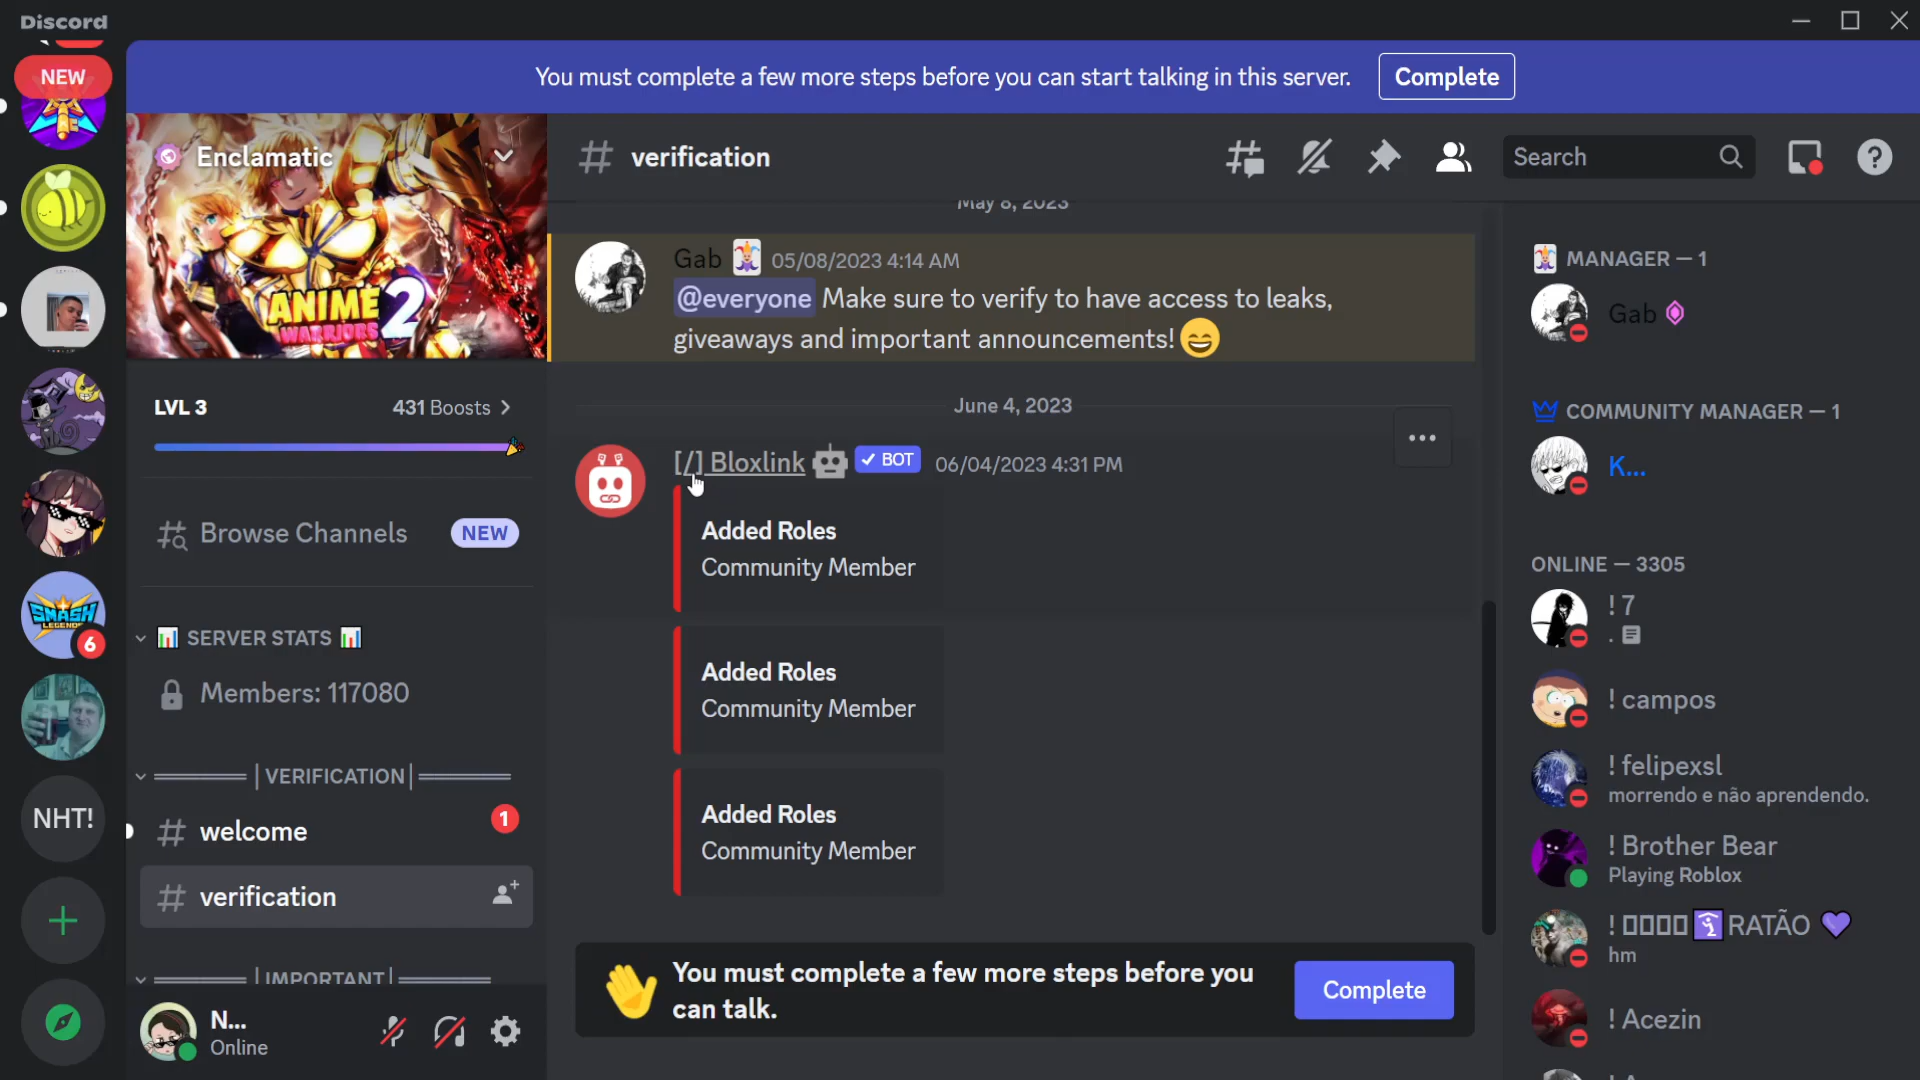 Discord
NEW
You must complete a few more steps before you can start talking in this server.
Complete
Enclamatic
ANIME
WARRIORS 2
LVL 3
431 Boosts
Browse Channels
NEW
SERVER STATS
Members: 117080
|VERIFICATION|
welcome
1
verification
|IMPORTANT|
N...
Online
SMASH
LEGENDS
6
NHT!
verification
Search
May 8, 2023
Gab 05/08/2023 4:14 AM
@everyone Make sure to verify to have access to leaks,
giveaways and important announcements!
June 4, 2023
[/] Bloxlink BOT 06/04/2023 4:31 PM
Added Roles
Community Member
Added Roles
Community Member
Added Roles
Community Member
You must complete a few more steps before you
can talk.
Complete
MANAGER — 1
Gab
COMMUNITY MANAGER — 1
K...
ONLINE — 3305
! 7
.
! campos
! felipexsl
morrendo e não aprendendo.
! Brother Bear
Playing Roblox
! RATÃO
hm
! Acezin